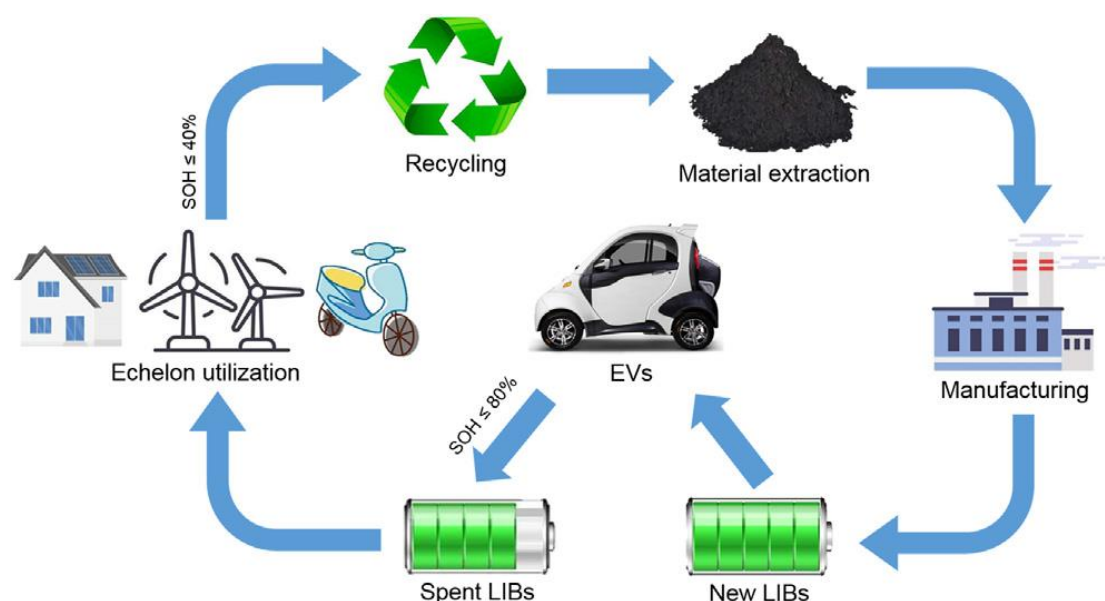 SOH ≤ 40%
Recycling
Material extraction
Echelon utilization
EVs
Manufacturing
SOH ≤ 80%
Spent LIBs
New LIBs